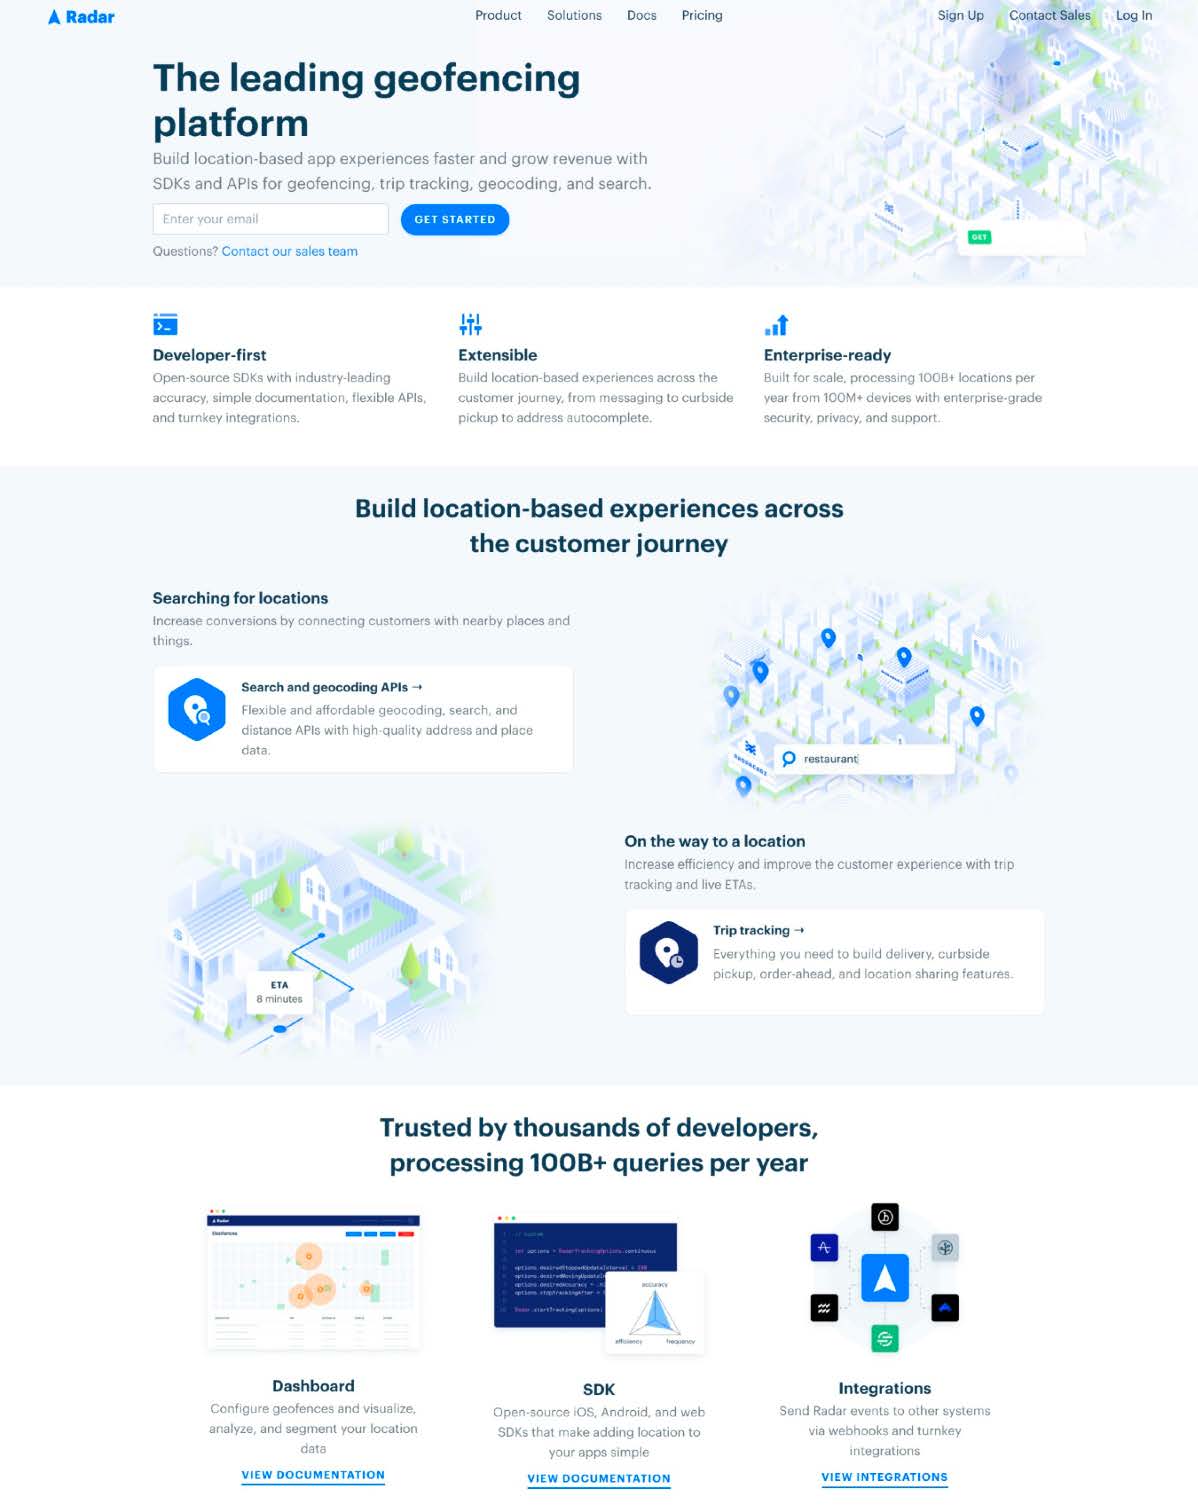 Radar
Product Solutions Docs Pricing
Sign Up Contact Sales Log In
The leading geofencing
platform
Build location-based app experiences faster and grow revenue with
SDKs and APIs for geofencing, trip tracking, geocoding, and search.
Enter your email
GET STARTED
Questions? Contact our sales team
GET
Developer-first
Open-source SDKs with industry-leading
accuracy, simple documentation, flexible APIs,
and turnkey integrations.
Extensible
Build location-based experiences across the
customer journey, from messaging to curbside
pickup to address autocomplete.
Enterprise-ready
Built for scale, processing 100B+ locations per
year from 100M+ devices with enterprise-grade
security, privacy, and support.
Build location-based experiences across
the customer journey
Searching for locations
Increase conversions by connecting customers with nearby places and
things.
Search and geocoding APIs →
Flexible and affordable geocoding, search, and
distance APIs with high-quality address and place
data.
restaurant
On the way to a location
Increase efficiency and improve the customer experience with trip
tracking and live ETAs.
Trip tracking →
Everything you need to build delivery, curbside
pickup, order-ahead, and location sharing features.
ETA
8 minutes
Trusted by thousands of developers,
processing 100B+ queries per year
Radar
accuracy
efficiency frequency
Dashboard
Configure geofences and visualize,
analyze, and segment your location
data
VIEW DOCUMENTATION
SDK
Open-source iOS, Android, and web
SDKs that make adding location to
your apps simple
VIEW DOCUMENTATION
Integrations
Send Radar events to other systems
via webhooks and turnkey
integrations
VIEW INTEGRATIONS